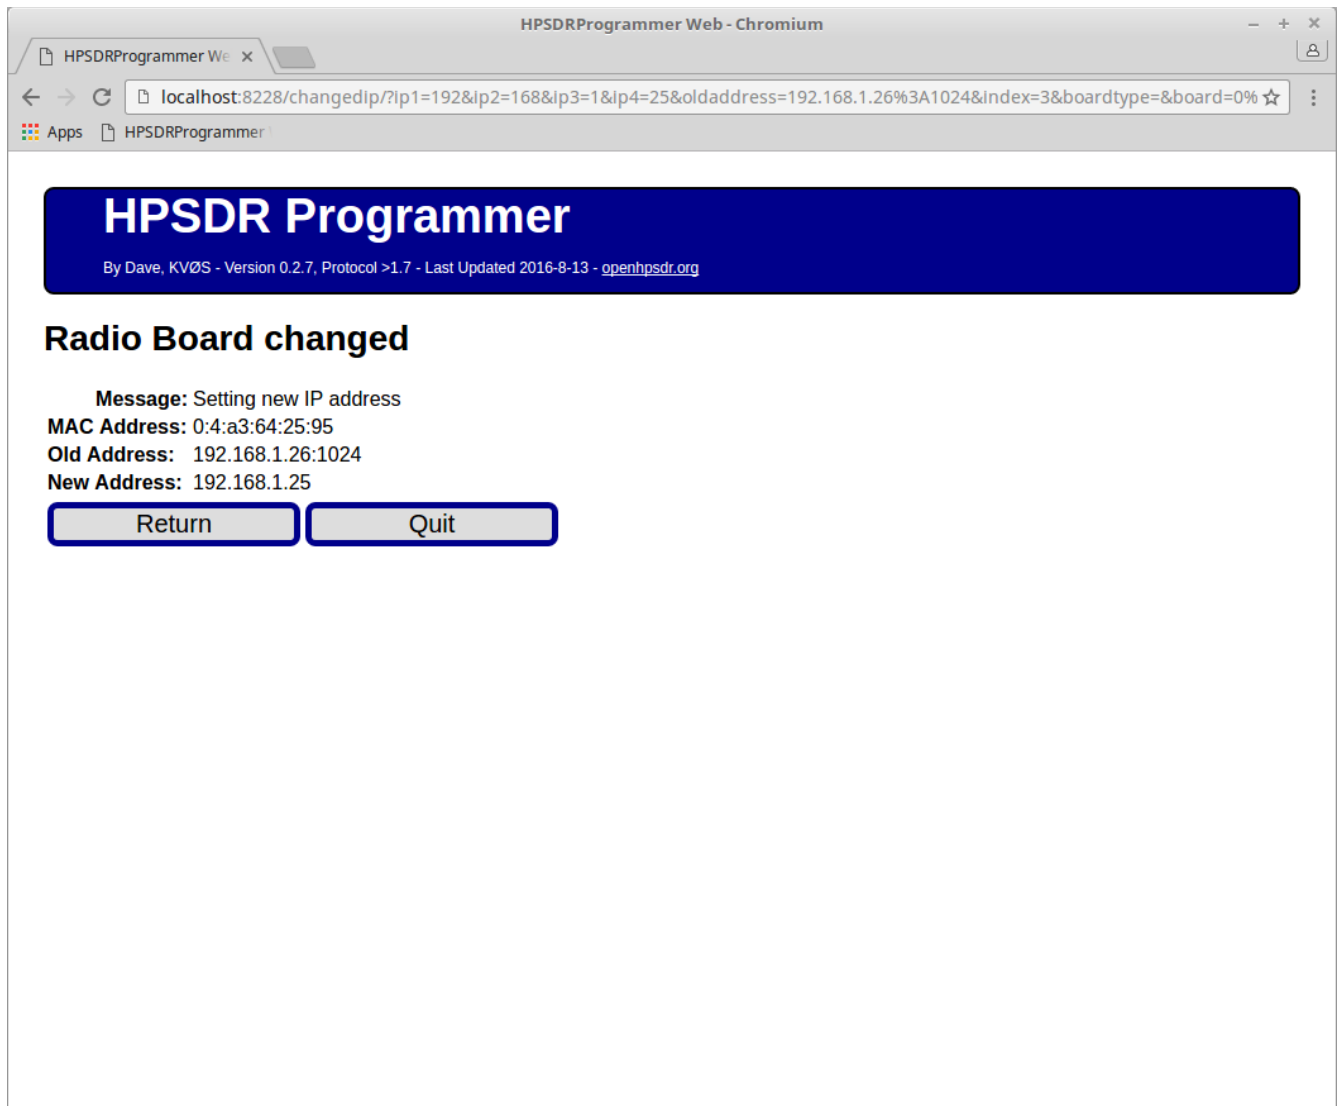 HPSDRProgrammer Web - Chromium
HPSDRProgrammer We
localhost:8228/changedip/?ip1=192&ip2=168&ip3=1&ip4=25&oldaddress=192.168.1.26%3A1024&index=3&boardtype=&board=0%
Apps HPSDRProgrammer
HPSDR Programmer
By Dave, KVØS - Version 0.2.7, Protocol >1.7 - Last Updated 2016-8-13 - openhpsdr.org
Radio Board changed
Message: Setting new IP address
MAC Address: 0:4:a3:64:25:95
Old Address: 192.168.1.26:1024
New Address: 192.168.1.25
Return Quit